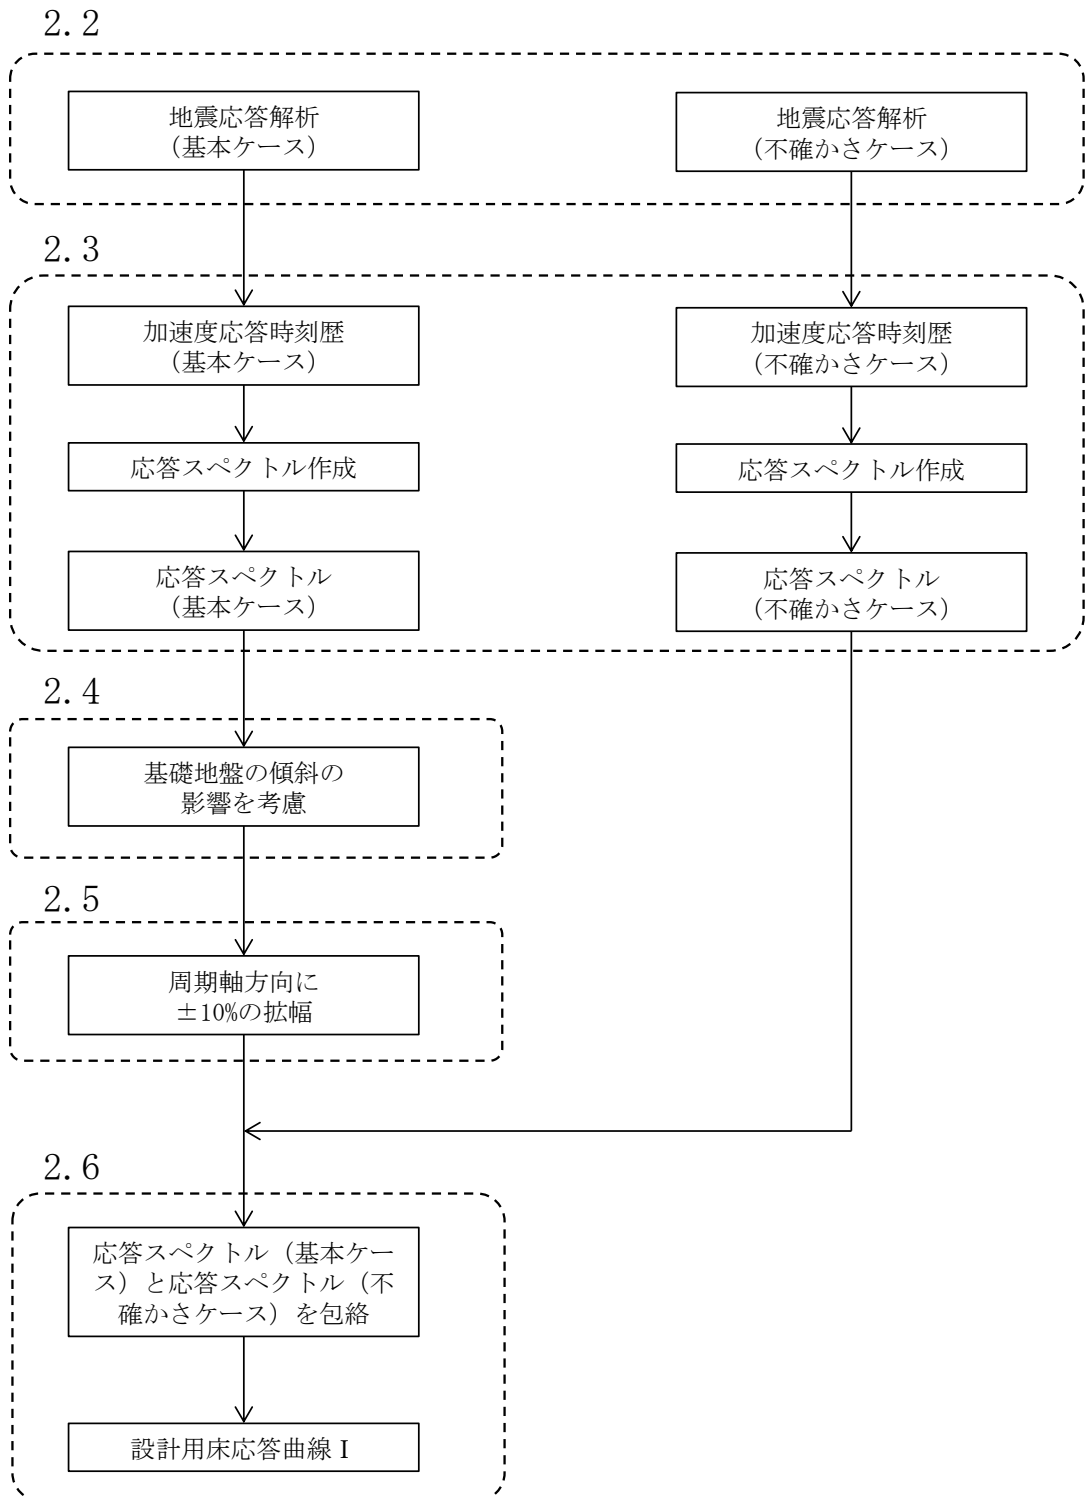 2.2
地震応答解析
(基本ケース)
地震応答解析
(不確かさケース)
2.3
加速度応答時刻歴
(基本ケース)
加速度応答時刻歴
(不確かさケース)
応答スペクトル作成
応答スペクトル作成
応答スペクトル
(基本ケース)
応答スペクトル
(不確かさケース)
2.4
基礎地盤の傾斜の
影響を考慮
2.5
周期軸方向に
±10%の拡幅
2.6
応答スペクトル（基本ケー
ス）と応答スペクトル（不
確かさケース）を包絡
設計用床応答曲線Ⅰ